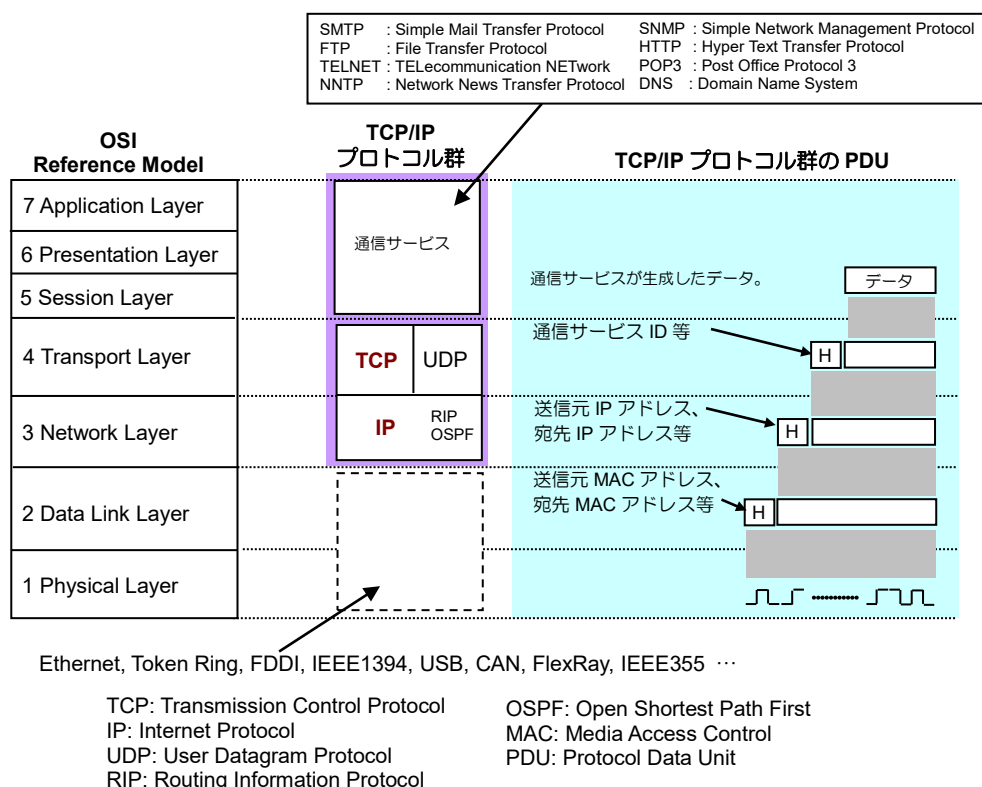 SMTP : Simple Mail Transfer Protocol
FTP : File Transfer Protocol
TELNET : TELecommunication NETwork
NNTP : Network News Transfer Protocol
SNMP : Simple Network Management Protocol
HTTP : Hyper Text Transfer Protocol
POP3 : Post Office Protocol 3
DNS : Domain Name System
OSI
Reference Model
TCP/IP
プロトコル群
TCP/IP プロトコル群の PDU
7 Application Layer
6 Presentation Layer
5 Session Layer
4 Transport Layer
3 Network Layer
2 Data Link Layer
1 Physical Layer
通信サービス
TCP
UDP
IP
RIP
OSPF
通信サービスが生成したデータ。
データ
通信サービス ID 等
H
送信元 IP アドレス、
宛先 IP アドレス等
H
送信元 MAC アドレス、
宛先 MAC アドレス等
H
Ethernet, Token Ring, FDDI, IEEE1394, USB, CAN, FlexRay, IEEE355 …
TCP: Transmission Control Protocol
IP: Internet Protocol
UDP: User Datagram Protocol
RIP: Routing Information Protocol
OSPF: Open Shortest Path First
MAC: Media Access Control
PDU: Protocol Data Unit